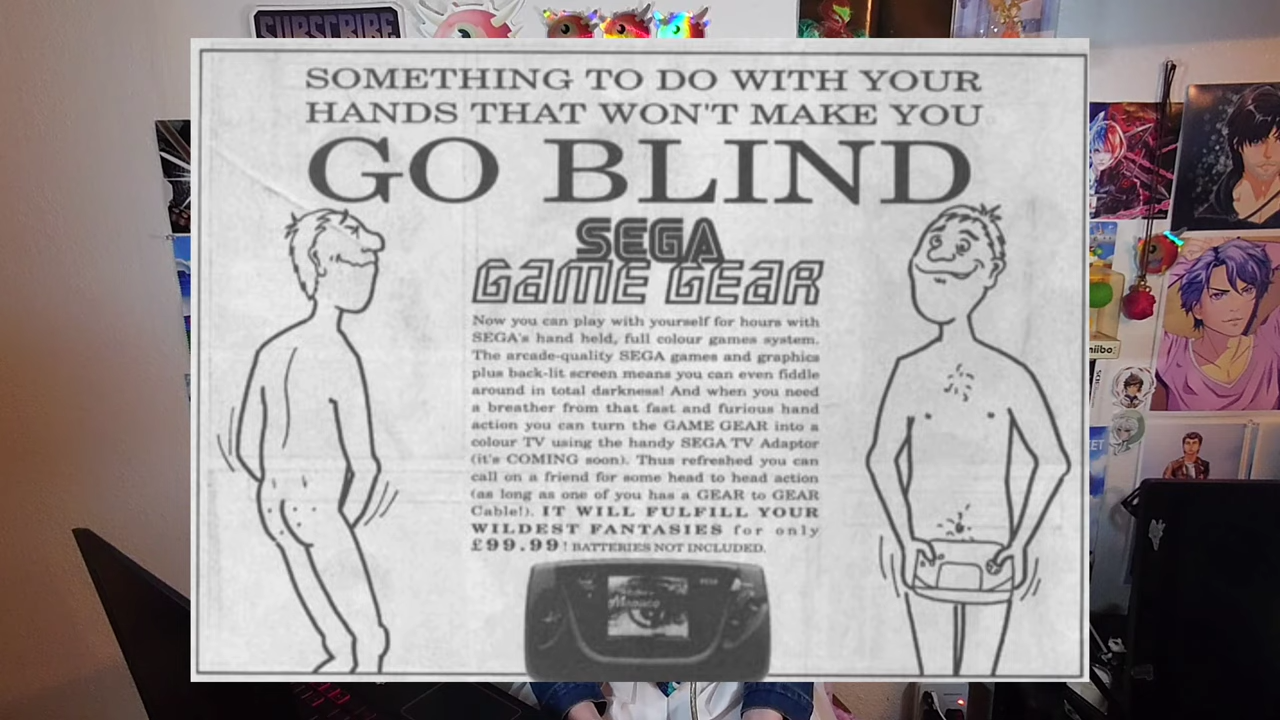 SUBSCRIBE
SOMETHING TO DO WITH YOUR
HANDS THAT WON'T MAKE YOU
GO BLIND
SEGA
GAME GEAR
Now you can play with yourself for hours with
SEGA's hand held, full colour games system.
The arcade-quality SEGA games and graphics
plus back-lit screen means you can even fiddle
around in total darkness! And when you need
a breather from that fast and furious hand
action you can turn the GAME GEAR into a
colour TV using the handy SEGA TV Adaptor
(it's COMING soon). Thus refreshed you can
call on a friend for some head to head action
(as long as one of you has a GEAR to GEAR
Cable!). IT WILL FULFILL YOUR
WILDEST FANTASIES for only
£99.99! BATTERIES NOT INCLUDED.
SEGA